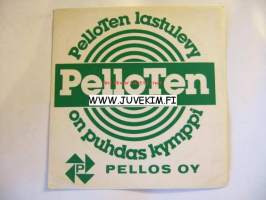 PelloTen lastulevy
PelloTen
WWW.JUVEKIM.FI
on puhdas kymppi
P
PELLOS OY